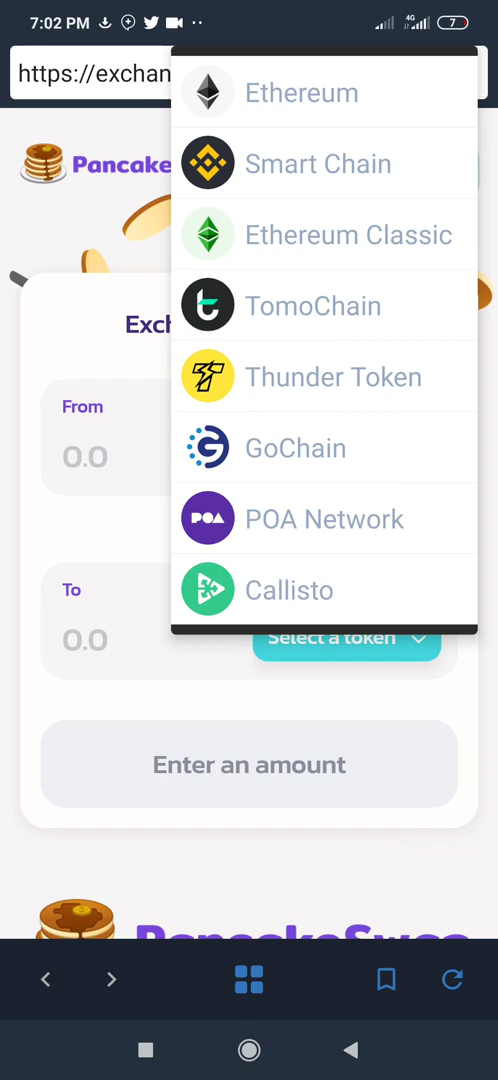 7:02 PM
4G
7
https://exchan
Pancake
Ethereum
Smart Chain
Ethereum Classic
TomoChain
Thunder Token
GoChain
POA
POA Network
Callisto
Exch
From
0.0
To
0.0
Select a token
Enter an amount
PancakeSwap